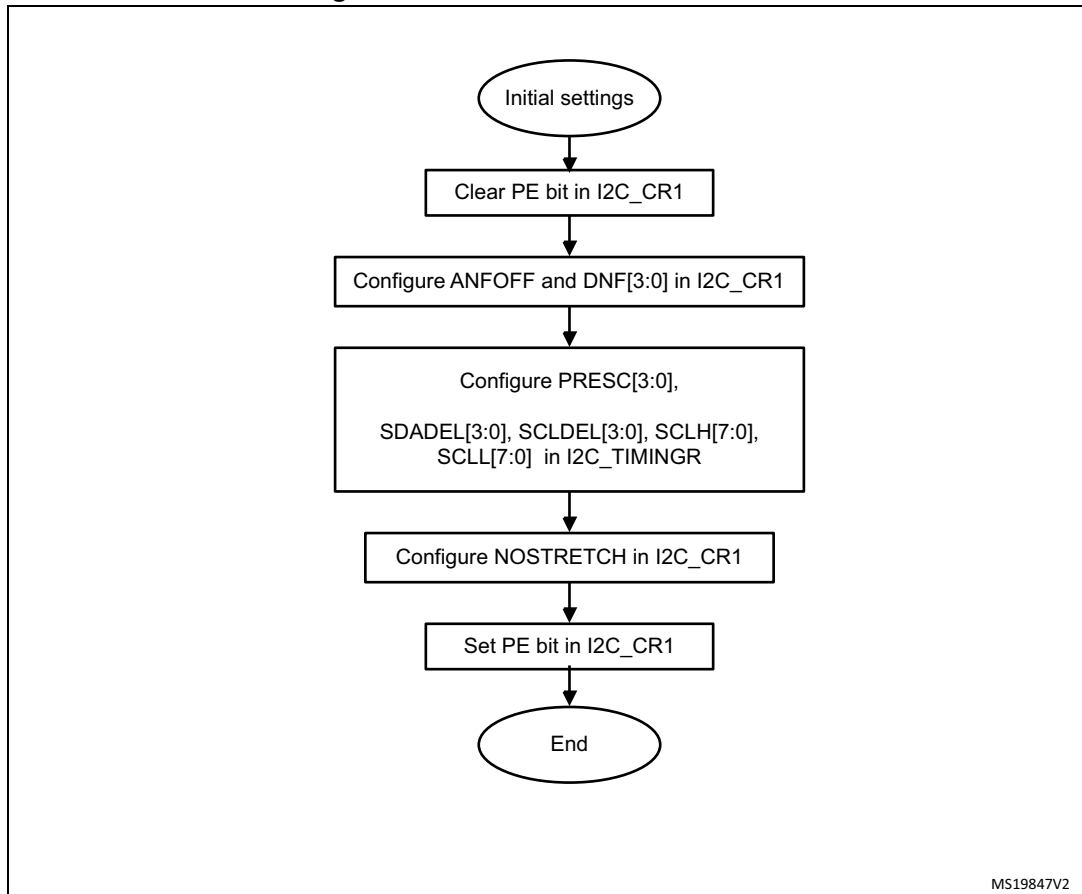 Initial settings
Clear PE bit in I2C_CR1
Configure ANFOFF and DNF[3:0] in I2C_CR1
Configure PRESC[3:0],
SDADEL[3:0], SCLDEL[3:0], SCLH[7:0],
SCLL[7:0] in I2C_TIMINGR
Configure NOSTRETCH in I2C_CR1
Set PE bit in I2C_CR1
End
MS19847V2